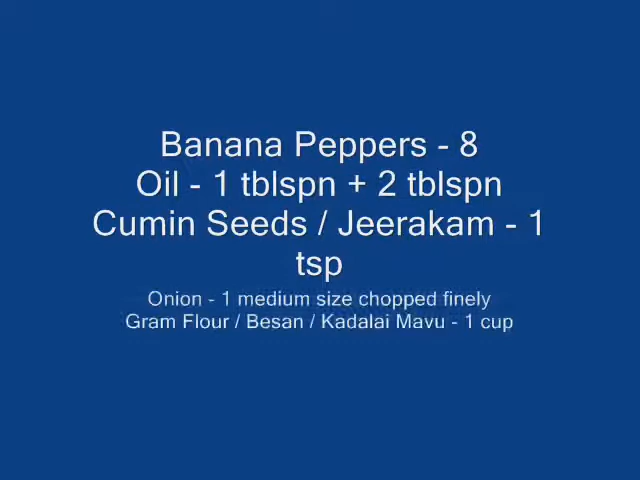 Banana Peppers - 8
Oil - 1 tblspn + 2 tblspn
Cumin Seeds / Jeerakam - 1
tsp
Onion - 1 medium size chopped finely
Gram Flour / Besan / Kadalai Mavu - 1 cup